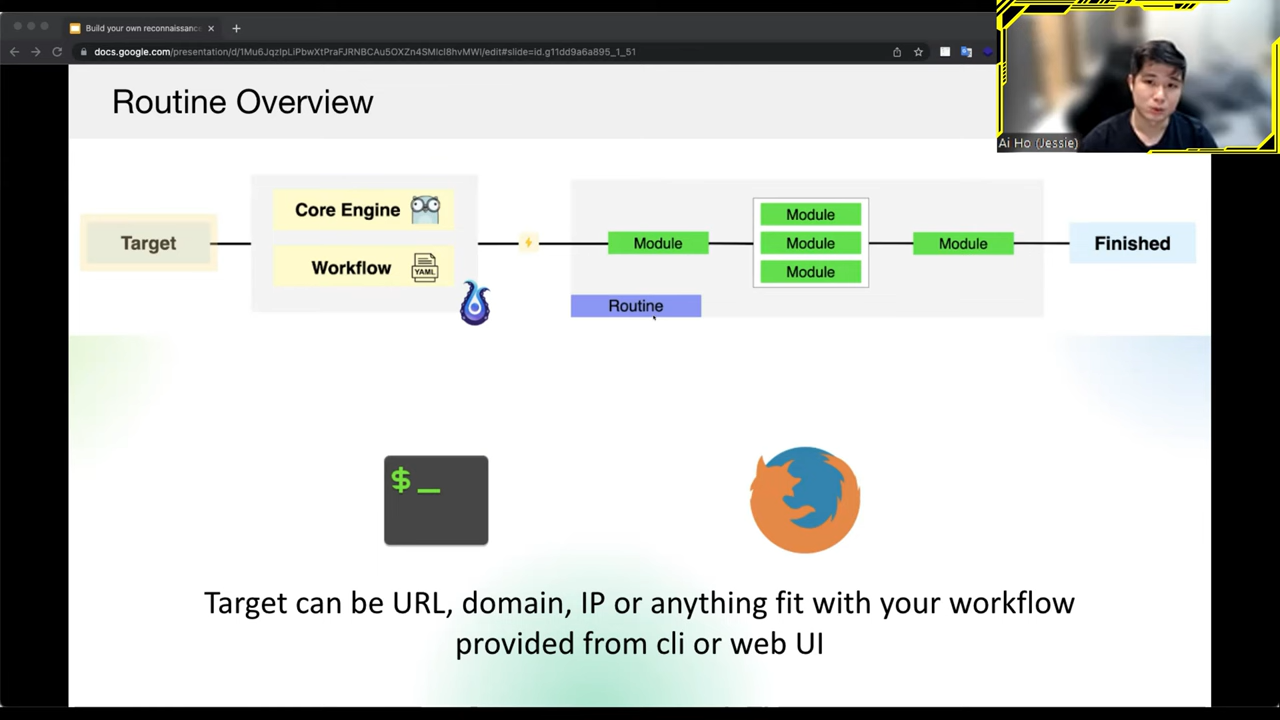 Build your own reconnaissanc
docs.google.com/presentation/d/1Mu6JqzIpLiPbwXtPraFJRNBCAu5OXZn4SMlcl8hvMWI/edit#slide=id.g11dd9a6a895_1_51
Ai Ho (Jessie)
Routine Overview
Target
Core Engine
Workflow
YAML
Module
Module
Module
Module
Module
Routine
Finished
$ _
Target can be URL, domain, IP or anything fit with your workflow
provided from cli or web UI